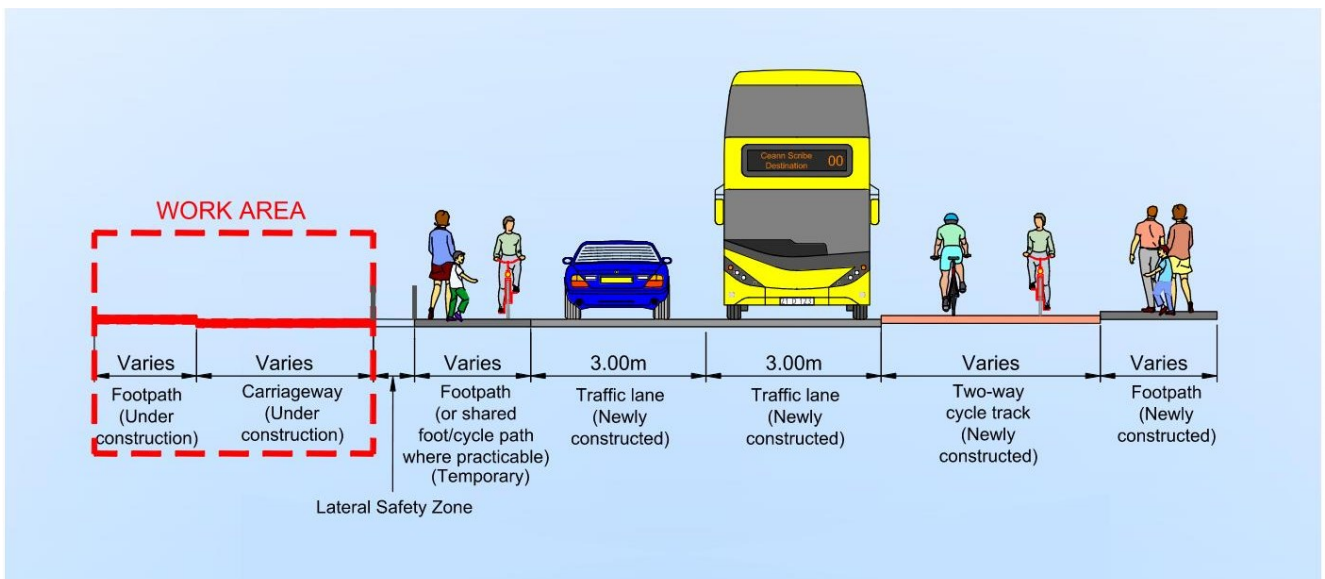 Ceann Scribe
Destination
00
WORK AREA
Varies
Varies
Varies
3.00m
3.00m
Varies
Varies
Footpath
(Under
construction)
Carriageway
(Under
construction)
Footpath
(or shared
foot/cycle path
where practicable)
(Temporary)
Traffic lane
(Newly
constructed)
Traffic lane
(Newly
constructed)
Two-way
cycle track
(Newly
constructed)
Footpath
(Newly
constructed)
Lateral Safety Zone